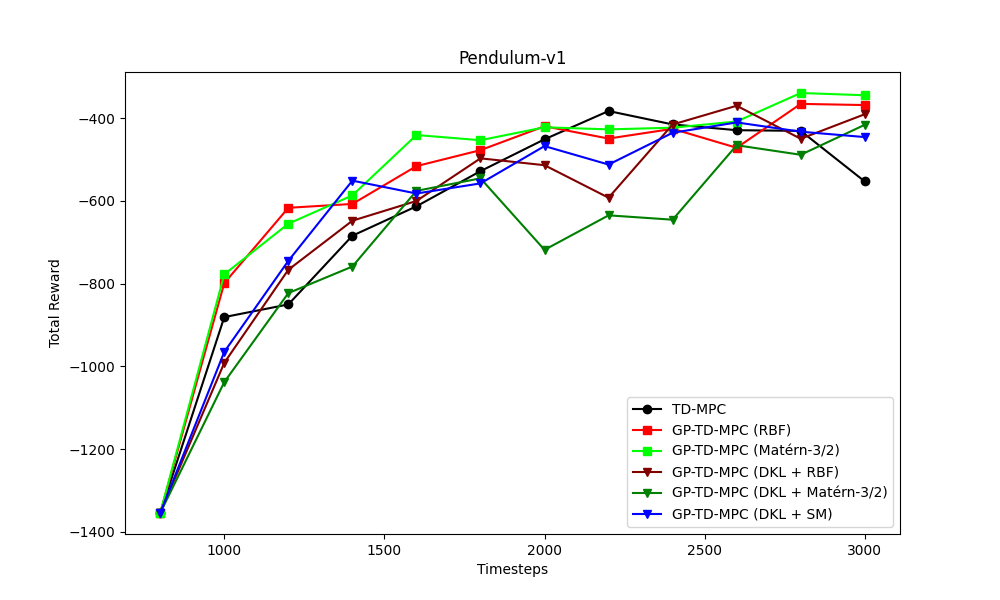 Pendulum-v1
Total Reward
−400
−600
−800
−1000
−1200
−1400
1000
1500
2000
2500
3000
Timesteps
TD-MPC
GP-TD-MPC (RBF)
GP-TD-MPC (Matérn-3/2)
GP-TD-MPC (DKL + RBF)
GP-TD-MPC (DKL + Matérn-3/2)
GP-TD-MPC (DKL + SM)